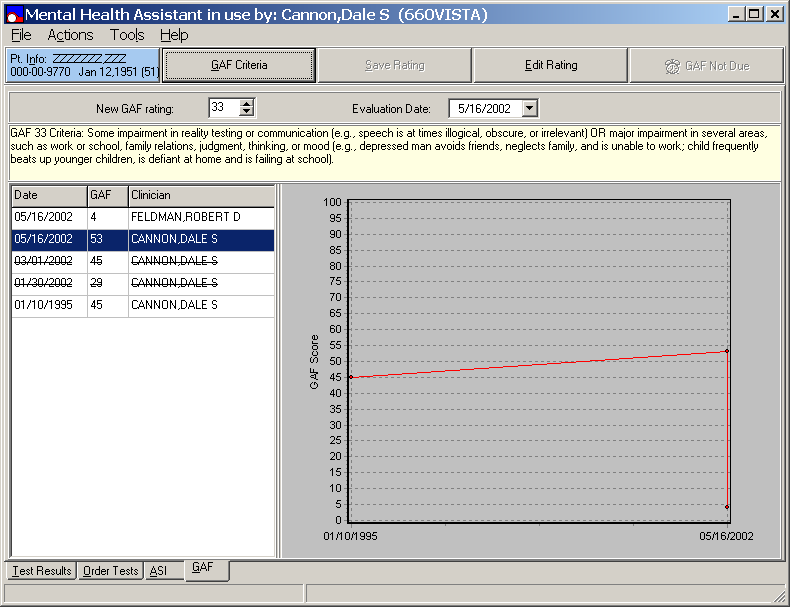 Mental Health Assistant in use by: Cannon,Dale S (660VISTA)
File Actions Tools Help
Pt. Info: ZZZZZZZ,ZZZ
000-00-9770 Jan 12,1951 (51)
GAF Criteria
Save Rating
Edit Rating
GAF Not Due
New GAF rating: 33
Evaluation Date: 5/16/2002
GAF 33 Criteria: Some impairment in reality testing or communication (e.g., speech is at times illogical, obscure, or irrelevant) OR major impairment in several areas,
such as work or school, family relations, judgment, thinking, or mood (e.g., depressed man avoids friends, neglects family, and is unable to work; child frequently
beats up younger children, is defiant at home and is failing at school).
Date GAF Clinician
05/16/2002 4 FELDMAN,ROBERT D
05/16/2002 53 CANNON,DALE S
03/01/2002 45 CANNON,DALE S
01/30/2002 29 CANNON,DALE S
01/10/1995 45 CANNON,DALE S
100
95
90
85
80
75
70
65
60
55
50
45
40
35
30
25
20
15
10
5
0
GAF Score
01/10/1995 05/16/2002
Test Results Order Tests ASI GAF